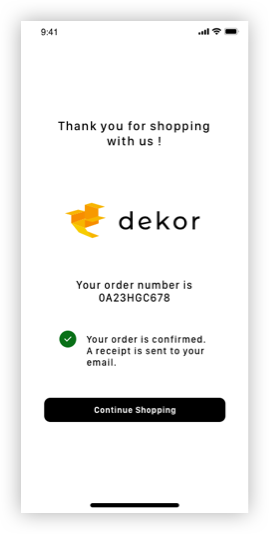 9:41
Thank you for shopping
with us !
dekor
Your order number is
0A23HGC678
Your order is confirmed.
A receipt is sent to your
email.
Continue Shopping